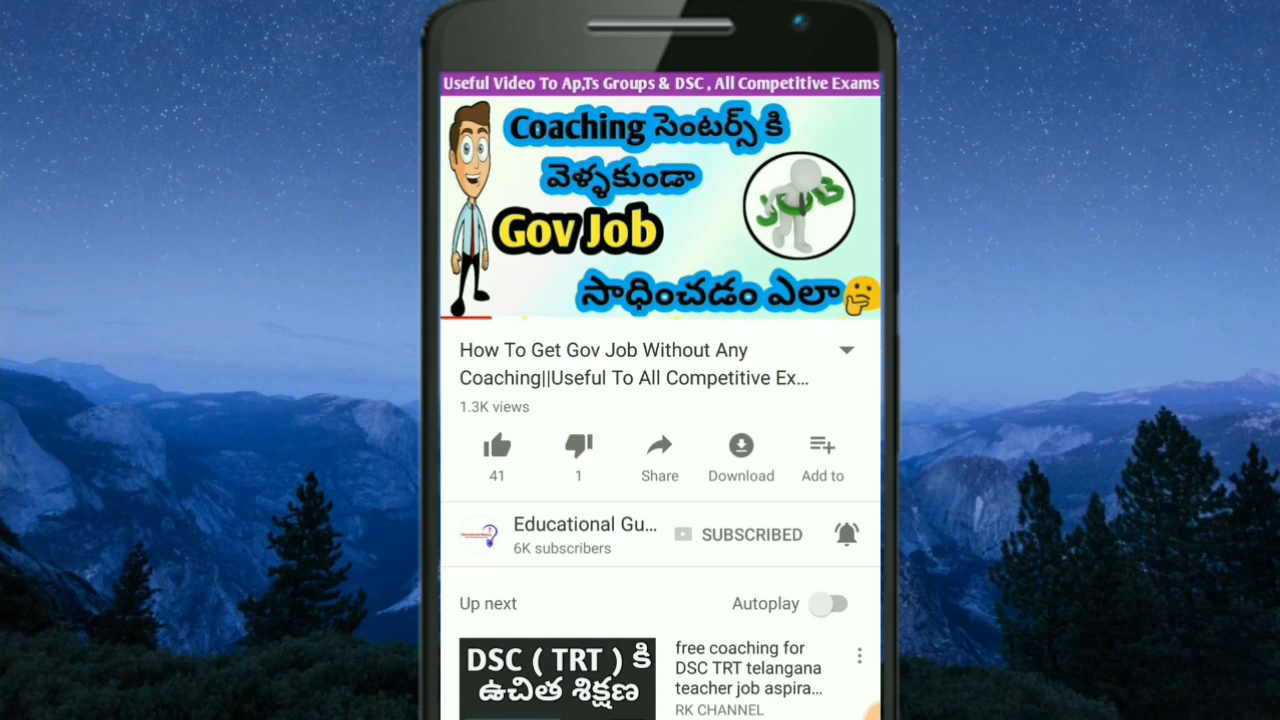 Useful Video To Ap,Ts Groups & DSC , All Competitive Exams
Coaching సెంటర్స్ కి
వెళ్ళకుండా
Gov Job
JOB
సాధించడం ఎలా
How To Get Gov Job Without Any
Coaching||Useful To All Competitive Ex...
1.3K views
41
1
Share
Download
Add to
Educational Gu...
SUBSCRIBED
6K subscribers
Up next
Autoplay
DSC ( TRT ) కి
ఉచిత శిక్షణ
free coaching for
DSC TRT telangana
teacher job aspira...
RK CHANNEL